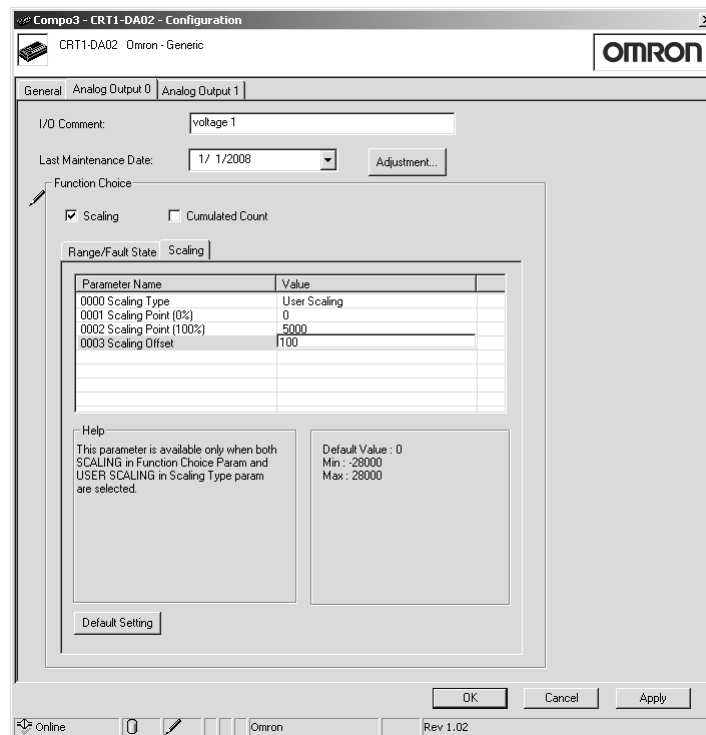 Compo3 - CRT1-DA02 - Configuration
CRT1-DA02 Omron - Generic
OMRON
General Analog Output 0 Analog Output 1
I/O Comment: voltage 1
Last Maintenance Date: 1/ 1/2008 Adjustment...
Function Choice
Scaling Cumulated Count
Range/Fault State Scaling
Parameter Name Value
0000 Scaling Type User Scaling
0001 Scaling Point (0%) 0
0002 Scaling Point (100%) 5000
0003 Scaling Offset 100
Help
This parameter is available only when both
SCALING in Function Choice Param and
USER SCALING in Scaling Type param
are selected.
Default Value : 0
Min : -28000
Max : 28000
Default Setting
OK Cancel Apply
Online Omron Rev 1.02